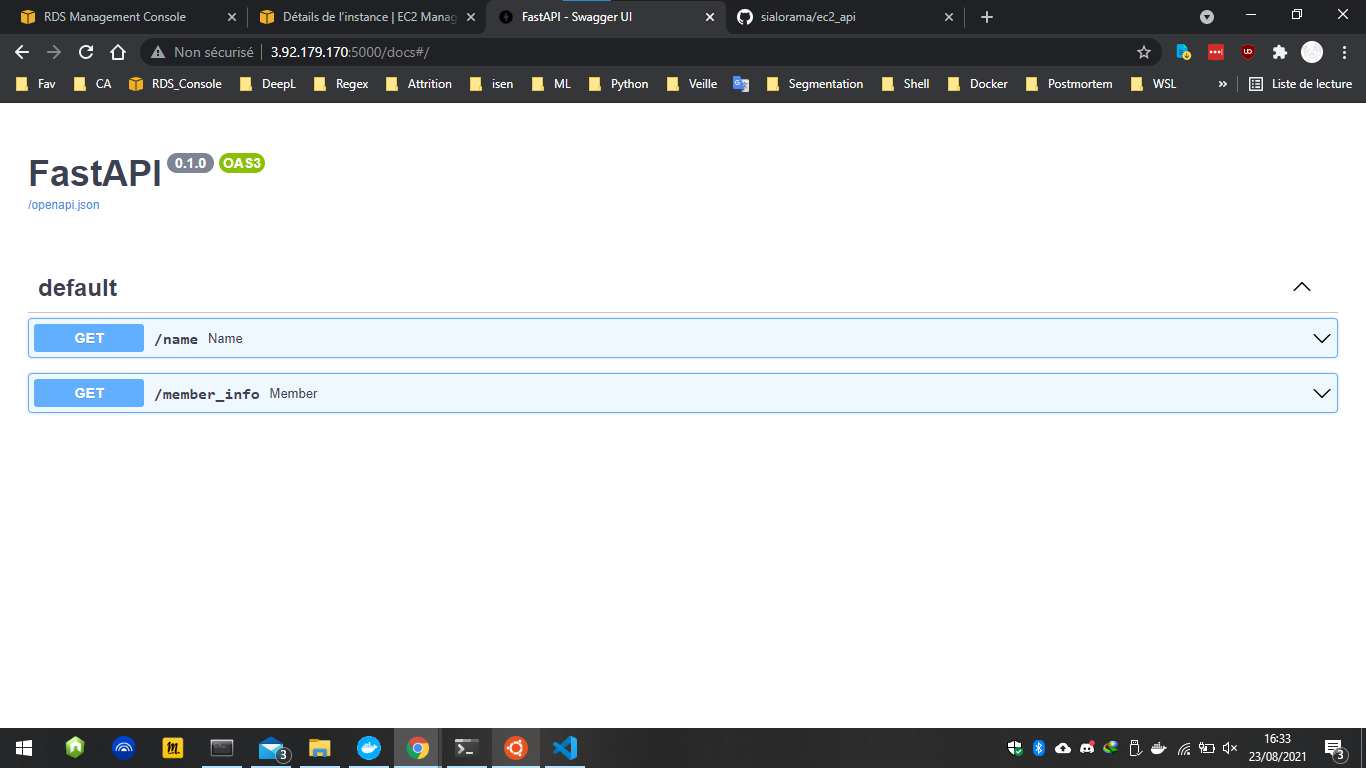 RDS Management Console
Détails de l'instance | EC2 Manag
FastAPI - Swagger UI
sialorama/ec2_api
Non sécurisé 3.92.179.170:5000/docs#/
Fav CA RDS_Console DeepL Regex Attrition isen ML Python Veille Segmentation Shell Docker Postmortem WSL » Liste de lecture
FastAPI 0.1.0 OAS3
/openapi.json
default
GET /name Name
GET /member_info Member
3
16:33
23/08/2021
3